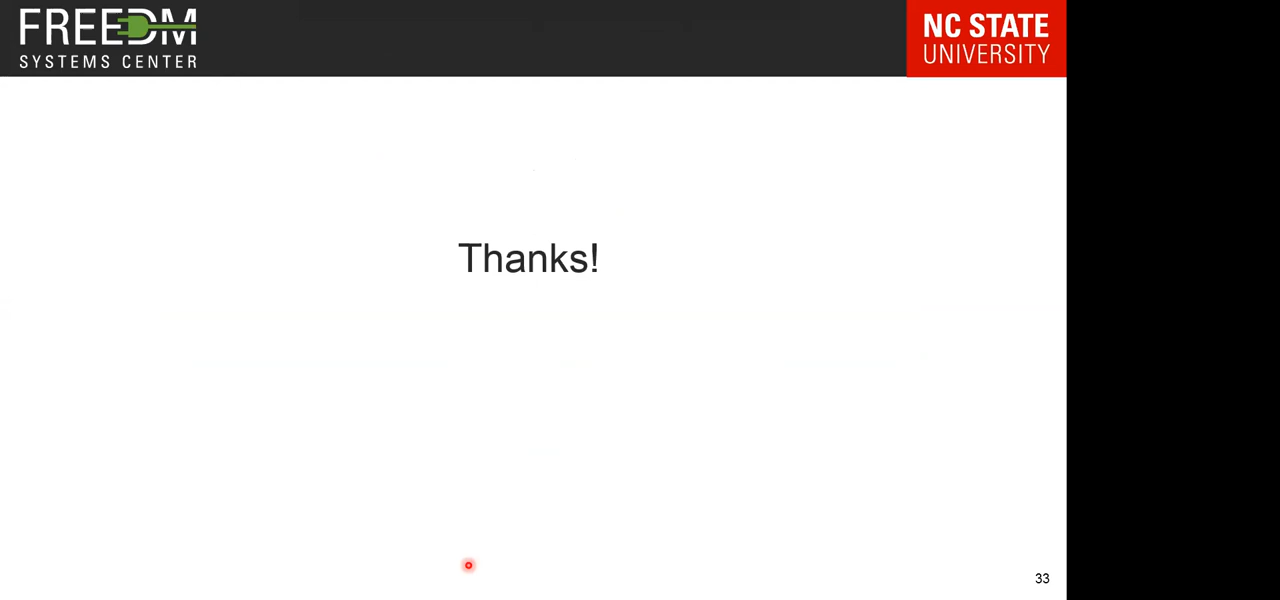 FREEDM
SYSTEMS CENTER
NC STATE
UNIVERSITY
Thanks!
33